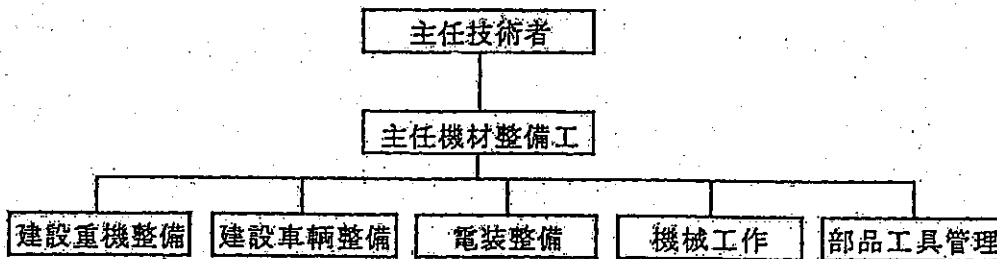 主任技術者
主任機材整備工
建設重機整備
建設車輌整備
電装整備
機械工作
部品工具管理